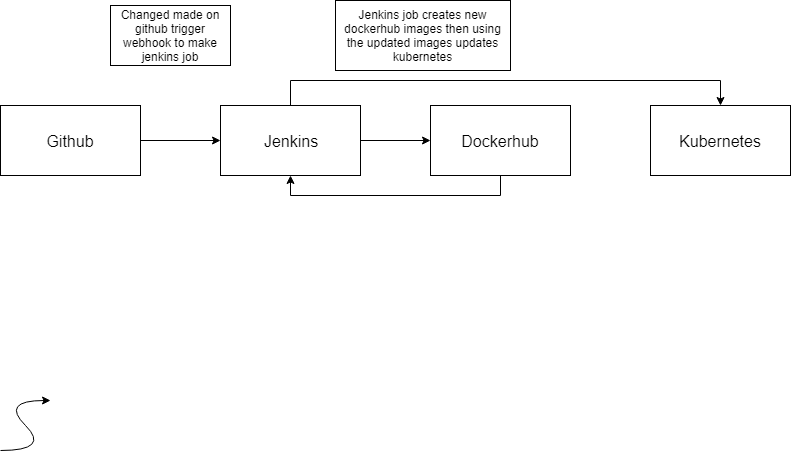 Changed made on
github trigger
webhook to make
jenkins job
Jenkins job creates new
dockerhub images then using
the updated images updates
kubernetes
Github
Jenkins
Dockerhub
Kubernetes